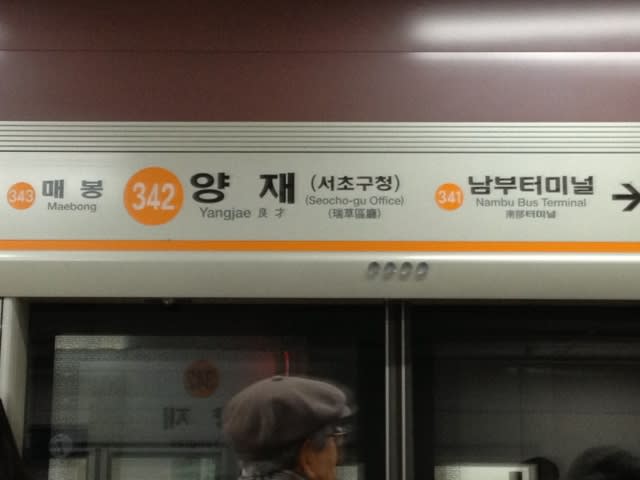 343 매봉
Maebong
342 양재 (서초구청)
Yangjae 良才 (Seocho-gu Office)
(瑞草區廳)
341 남부터미널
Nambu Bus Terminal
南部터미널